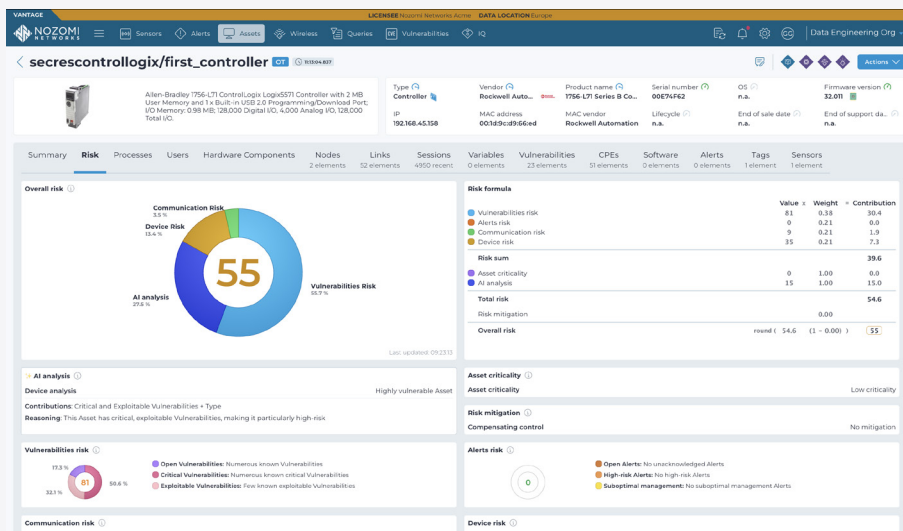 VANTAGE
LICENSEE Nozomi Networks Acme DATA LOCATION Europe
NOZOMI NETWORKS
Sensors Alerts Assets Wireless Queries Vulnerabilities IQ
GG Data Engineering Org
secrescontrollogix/first_controller OT 11:13:04.837
Actions
Allen-Bradley 1756-L71 ControlLogix Logix5571 Controller with 2 MB
User Memory and 1 x Built-in USB 2.0 Programming/Download Port;
I/O Memory: 0.98 MB; 128,000 Digital I/O, 4,000 Analog I/O, 128,000
Total I/O.
Type Vendor Product name Serial number OS Firmware version
Controller Rockwell Auto... 1756-L71 Series B Co... 00E74F62 n.a. 32.011
IP MAC address MAC vendor Lifecycle End of sale date End of support da...
192.168.45.158 00:1d:9c:d9:66:ed Rockwell Automation n.a. n.a. n.a.
Summary Risk Processes Users Hardware Components Nodes Links Sessions Variables Vulnerabilities CPEs Software Alerts Tags Sensors
2 elements 52 elements 4950 recent 0 elements 23 elements 51 elements 0 elements 0 elements 1 element 1 element
Overall risk
Communication Risk
3.5 %
Device Risk
13.4 %
55
AI analysis
27.5 %
Vulnerabilities Risk
55.7 %
Last updated: 09:23:13
Risk formula
Value x Weight = Contribution
Vulnerabilities risk 81 0.38 30.4
Alerts risk 0 0.21 0.0
Communication risk 9 0.21 1.9
Device risk 35 0.21 7.3
Risk sum 39.6
Asset criticality 0 1.00 0.0
AI analysis 15 1.00 15.0
Total risk 54.6
Risk mitigation 0.00
Overall risk round ( 54.6 (1 - 0.00) ) 55
AI analysis
Device analysis Highly vulnerable Asset
Contributions: Critical and Exploitable Vulnerabilities + Type
Reasoning: This Asset has critical, exploitable Vulnerabilities, making it particularly high-risk
Asset criticality
Asset criticality Low criticality
Risk mitigation
Compensating control No mitigation
Vulnerabilities risk
17.3 %
81
50.6 %
32.1 %
Open Vulnerabilities: Numerous known Vulnerabilities
Critical Vulnerabilities: Numerous known critical Vulnerabilities
Exploitable Vulnerabilities: Few known exploitable Vulnerabilities
Alerts risk
0
Open Alerts: No unacknowledged Alerts
High-risk Alerts: No high-risk Alerts
Suboptimal management: No suboptimal management Alerts
Communication risk
Device risk